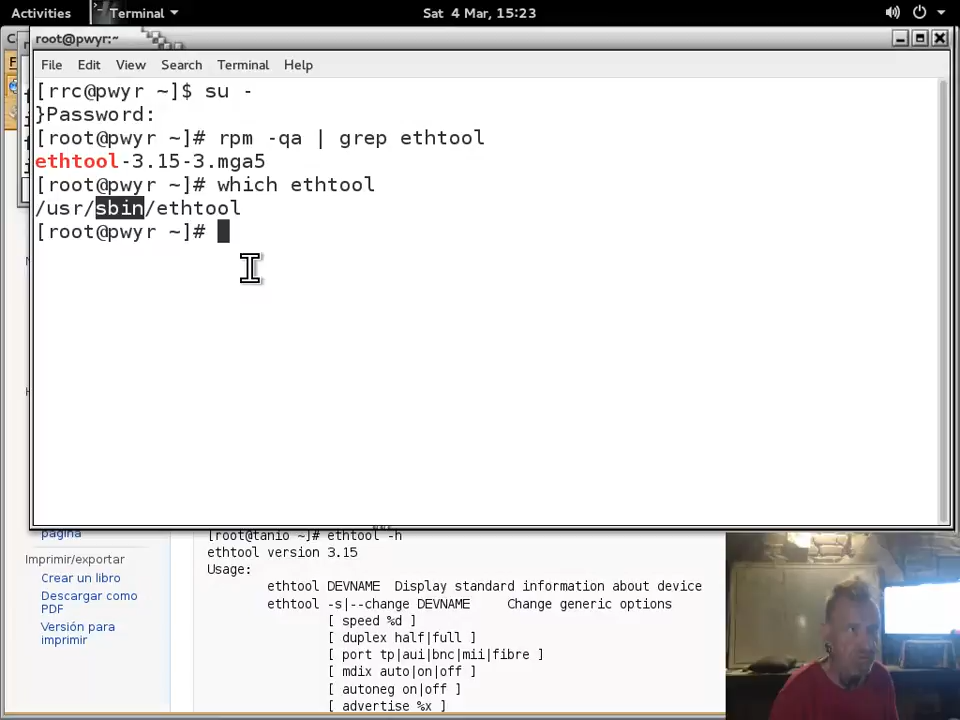 Activities Terminal Sat 4 Mar, 15:23
root@pwyr:~
File Edit View Search Terminal Help
[rrc@pwyr ~]$ su -
}Password:
[root@pwyr ~]# rpm -qa | grep ethtool
ethtool-3.15-3.mga5
[root@pwyr ~]# which ethtool
/usr/sbin/ethtool
[root@pwyr ~]#
página
Imprimir/exportar
Crear un libro
Descargar como
PDF
Versión para
imprimir
[root@tanio ~]# ethtool -h
ethtool version 3.15
Usage:
ethtool DEVNAME Display standard information about device
ethtool -s|--change DEVNAME Change generic options
[ speed %d ]
[ duplex half|full ]
[ port tp|aui|bnc|mii|fibre ]
[ mdix auto|on|off ]
[ autoneg on|off ]
[ advertise %x ]